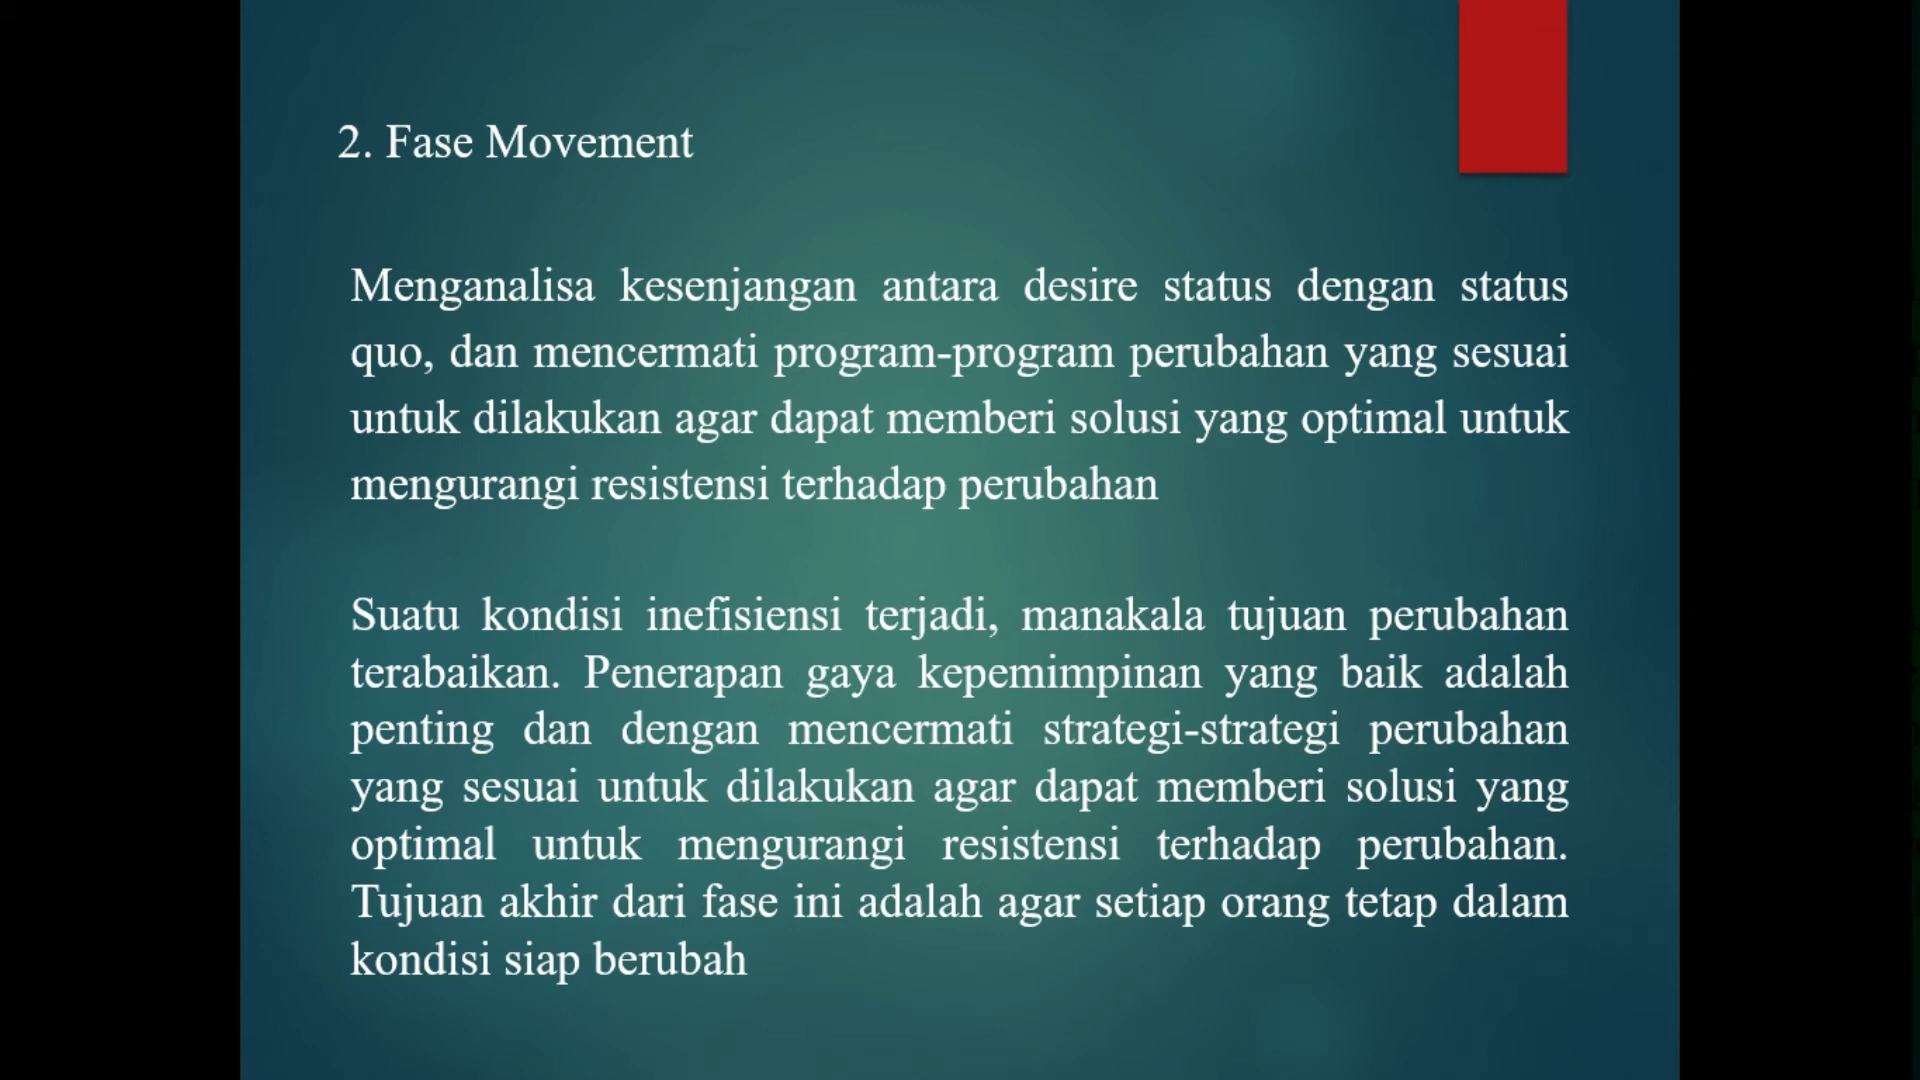 2. Fase Movement
Menganalisa kesenjangan antara desire status dengan status
quo, dan mencermati program-program perubahan yang sesuai
untuk dilakukan agar dapat memberi solusi yang optimal untuk
mengurangi resistensi terhadap perubahan
Suatu kondisi inefisiensi terjadi, manakala tujuan perubahan
terabaikan. Penerapan gaya kepemimpinan yang baik adalah
penting dan dengan mencermati strategi-strategi perubahan
yang sesuai untuk dilakukan agar dapat memberi solusi yang
optimal untuk mengurangi resistensi terhadap perubahan.
Tujuan akhir dari fase ini adalah agar setiap orang tetap dalam
kondisi siap berubah